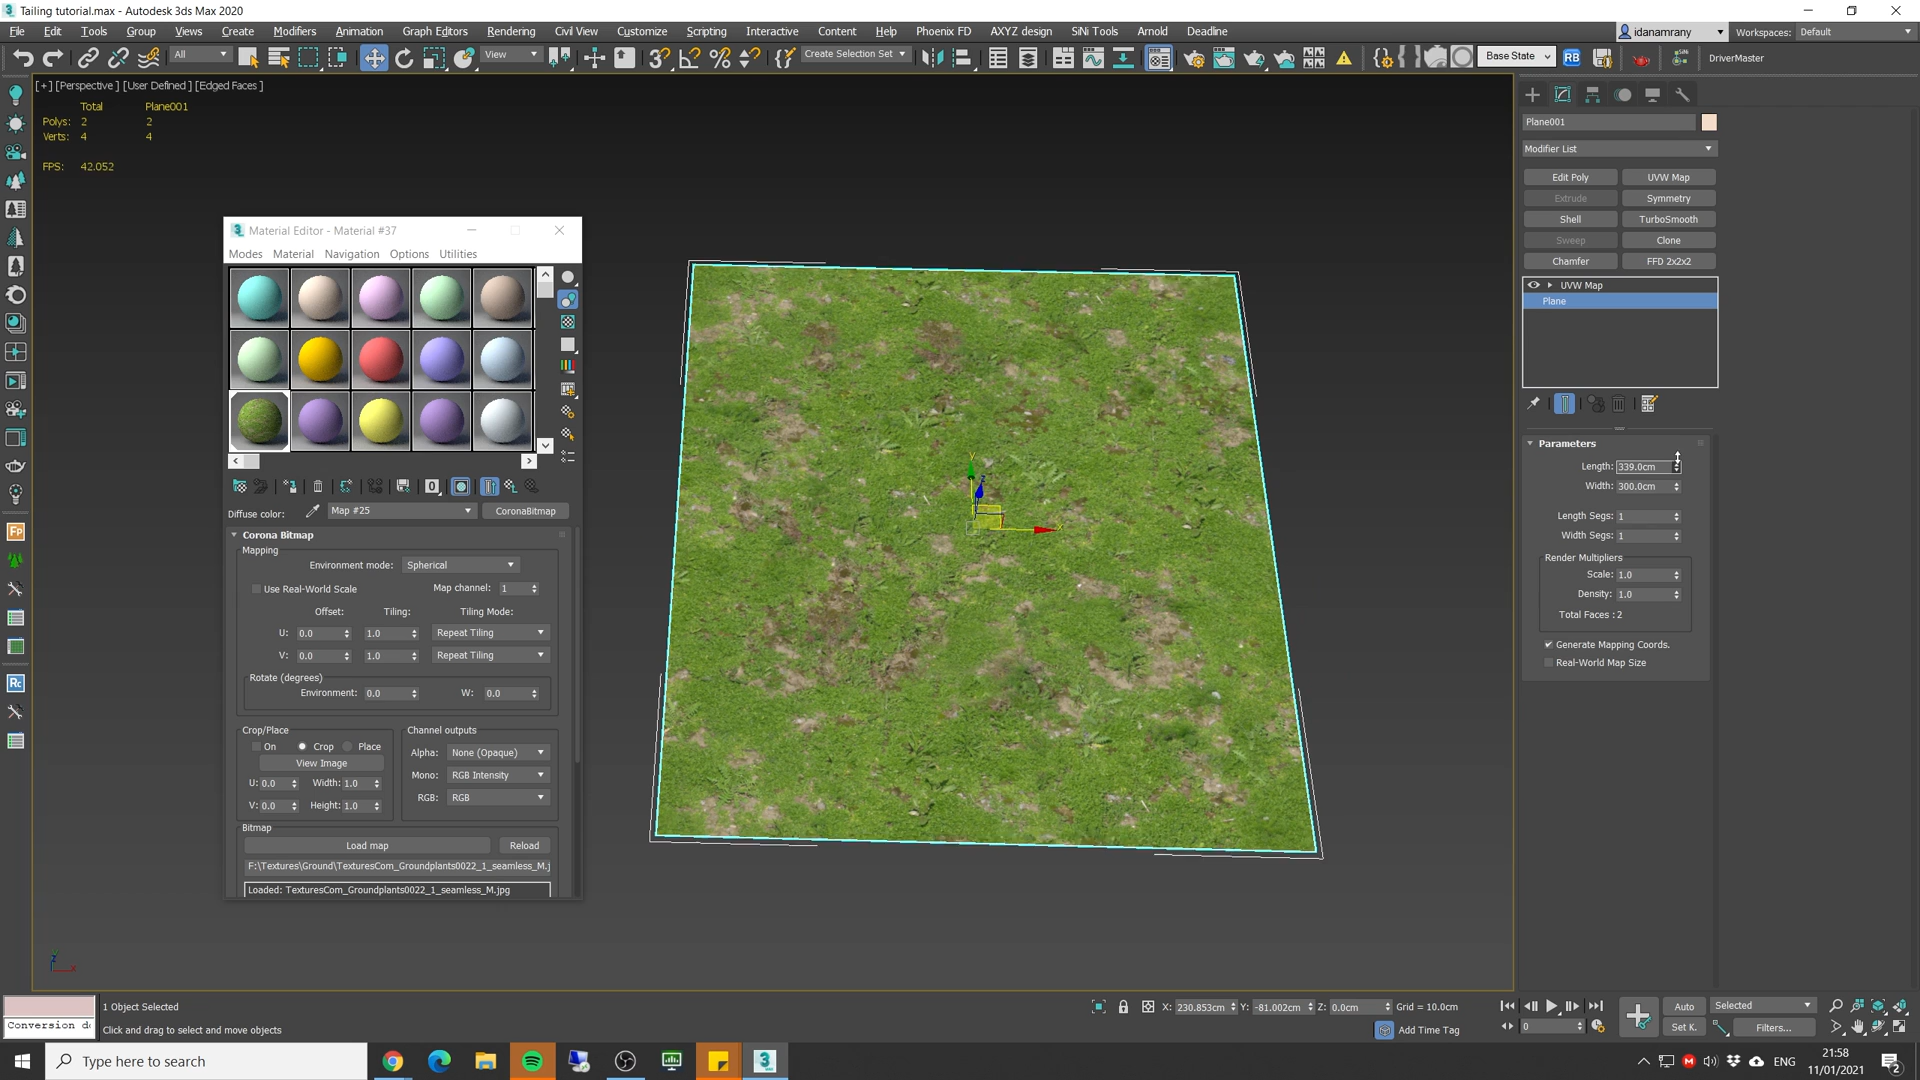 Tailing tutorial.max - Autodesk 3ds Max 2020
File Edit Tools Group Views Create Modifiers Animation Graph Editors Rendering Civil View Customize Scripting Interactive Content Help Phoenix FD AXYZ design SiNi Tools Arnold Deadline
idanamrany Workspaces: Default
All View Create Selection Set Base State RB DriverMaster
[+] [Perspective] [User Defined] [Edged Faces]
Total Plane001
Polys: 2 2
Verts: 4 4
FPS: 42.052
Material Editor - Material #37
Modes Material Navigation Options Utilities
Diffuse color: Map #25 CoronaBitmap
Corona Bitmap
Mapping
Environment mode: Spherical
Use Real-World Scale Map channel: 1
Offset: Tiling: Tiling Mode:
U: 0.0 1.0 Repeat Tiling
V: 0.0 1.0 Repeat Tiling
Rotate (degrees)
Environment: 0.0 W: 0.0
Crop/Place
On Crop Place
View Image
U: 0.0 Width: 1.0
V: 0.0 Height: 1.0
Channel outputs
Alpha: None (Opaque)
Mono: RGB Intensity
RGB: RGB
Bitmap
Load map Reload
F:\Textures\Ground\TexturesCom_Groundplants0022_1_seamless_M.j
Loaded: TexturesCom_Groundplants0022_1_seamless_M.jpg
Plane001
Modifier List
Edit Poly UVW Map
Extrude Symmetry
Shell TurboSmooth
Sweep Clone
Chamfer FFD 2x2x2
UVW Map
Plane
Parameters
Length: 339.0cm
Width: 300.0cm
Length Segs: 1
Width Segs: 1
Render Multipliers
Scale: 1.0
Density: 1.0
Total Faces : 2
Generate Mapping Coords.
Real-World Map Size
Fp
Rc
1 Object Selected
X: 230.853cm Y: -81.002cm Z: 0.0cm Grid = 10.0cm
Conversion d
Click and drag to select and move objects
Add Time Tag
0
Auto Selected
Set K. Filters...
Type here to search
ENG
21:58
11/01/2021
2